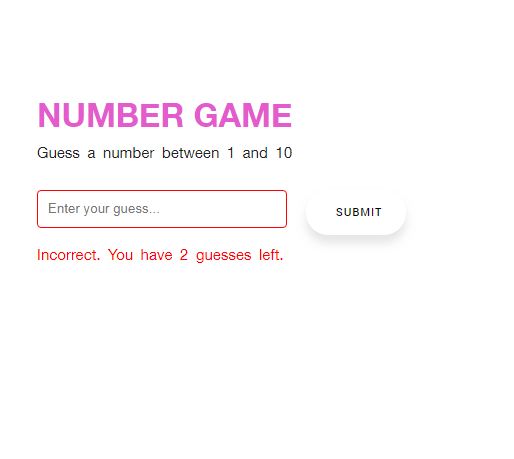 NUMBER GAME
Guess a number between 1 and 10
Enter your guess...
SUBMIT
Incorrect. You have 2 guesses left.